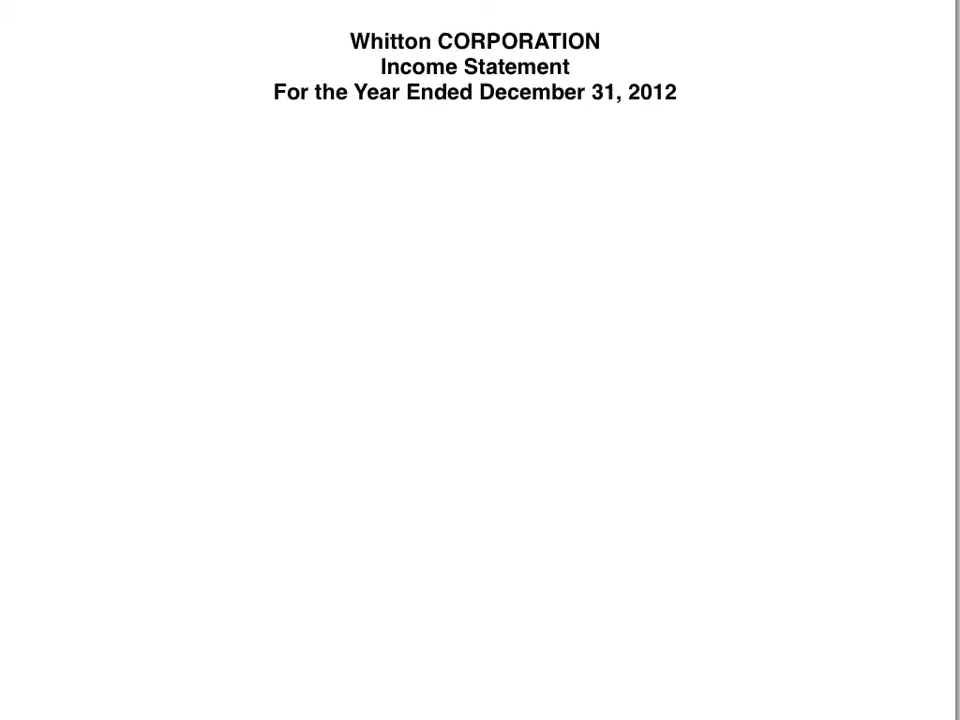 Whitton CORPORATION
Income Statement
For the Year Ended December 31, 2012